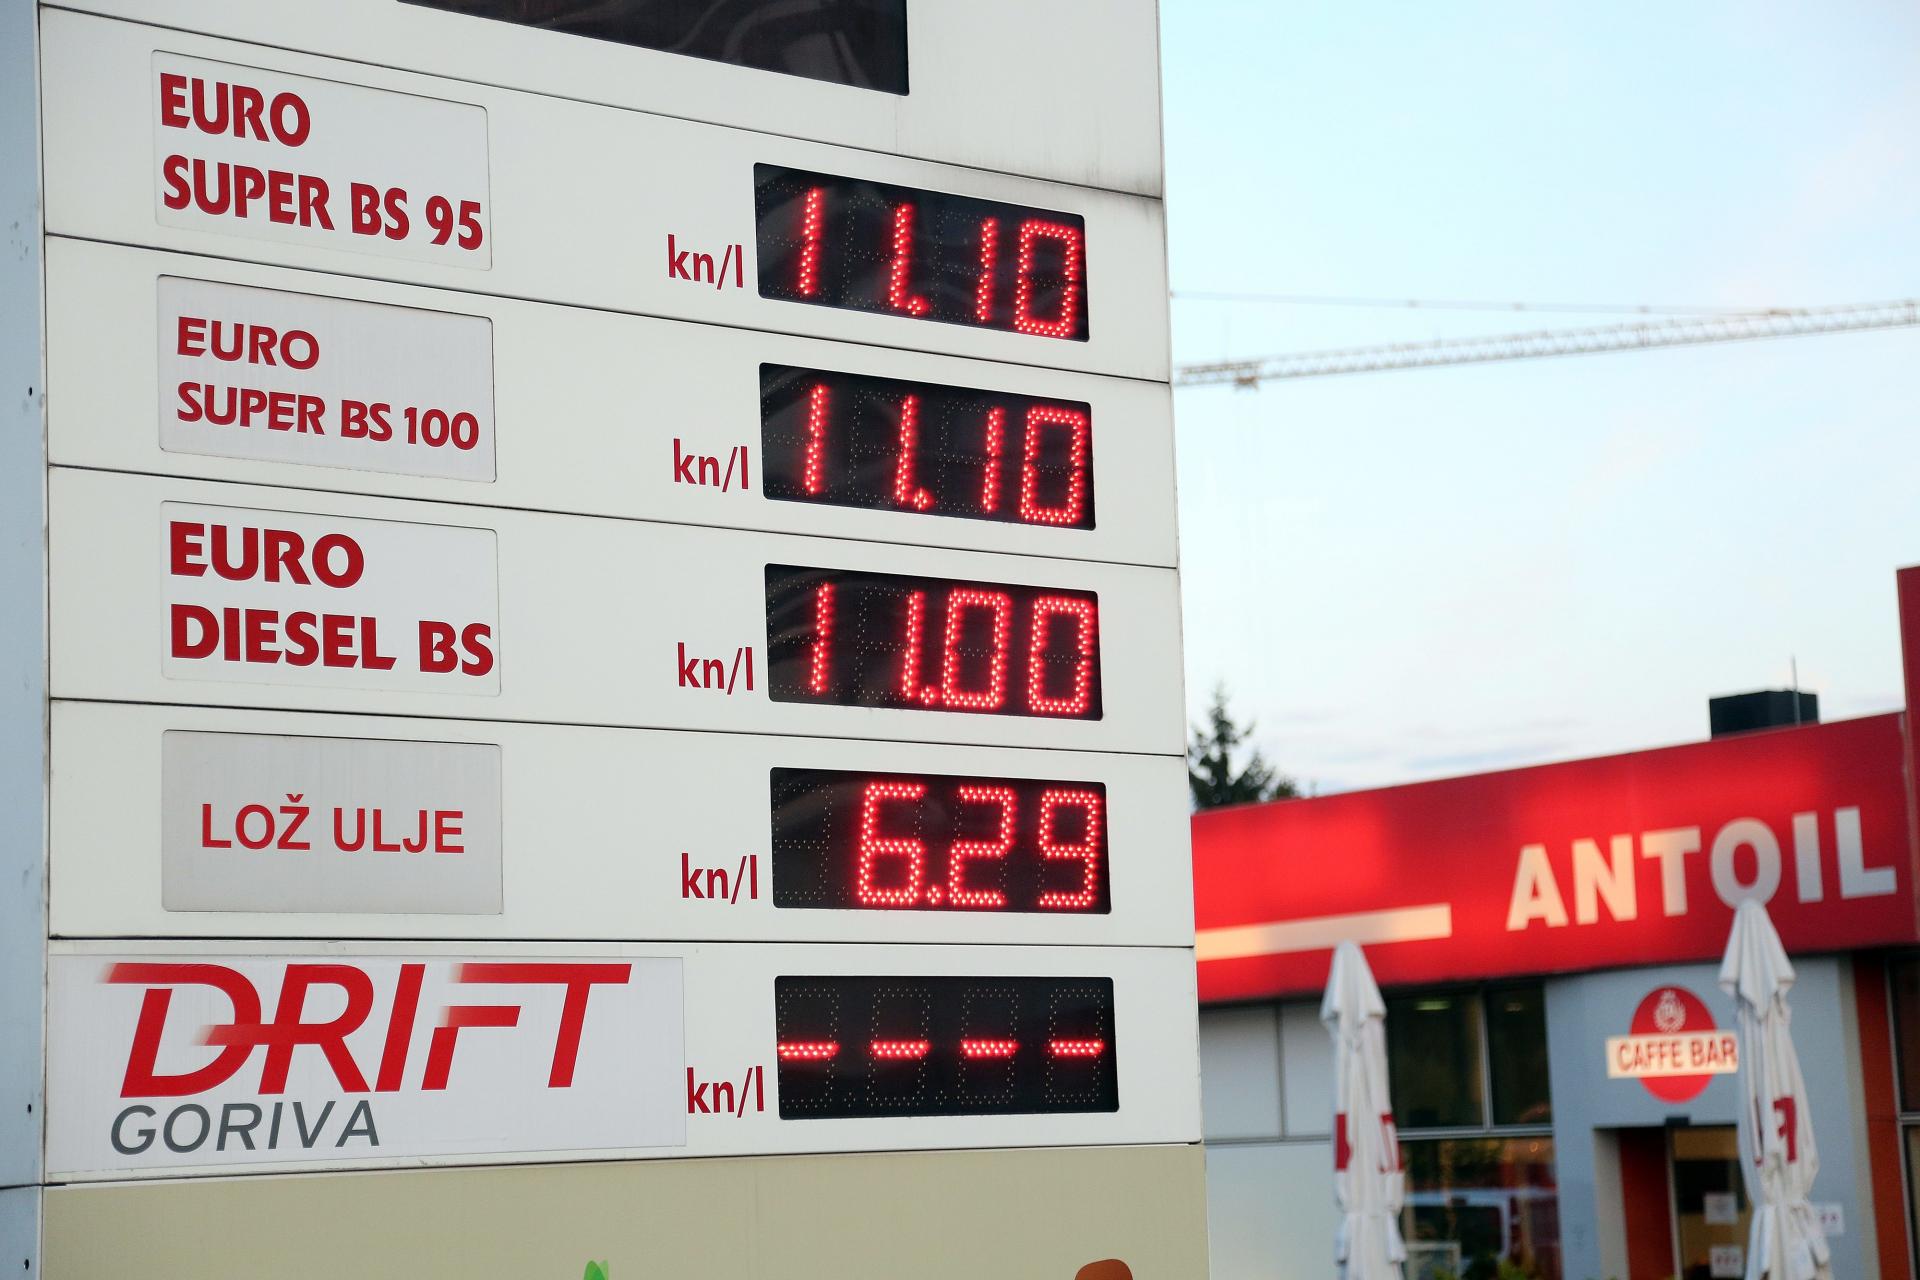 EURO
SUPER BS 95
kn/l 11.10
EURO
SUPER BS 100
kn/l 11.10
EURO
DIESEL BS
kn/l 11.00
LOŽ ULJE
kn/l 6.29
DRIFT
GORIVA
kn/l ----
ANTOIL
CAFFE BAR